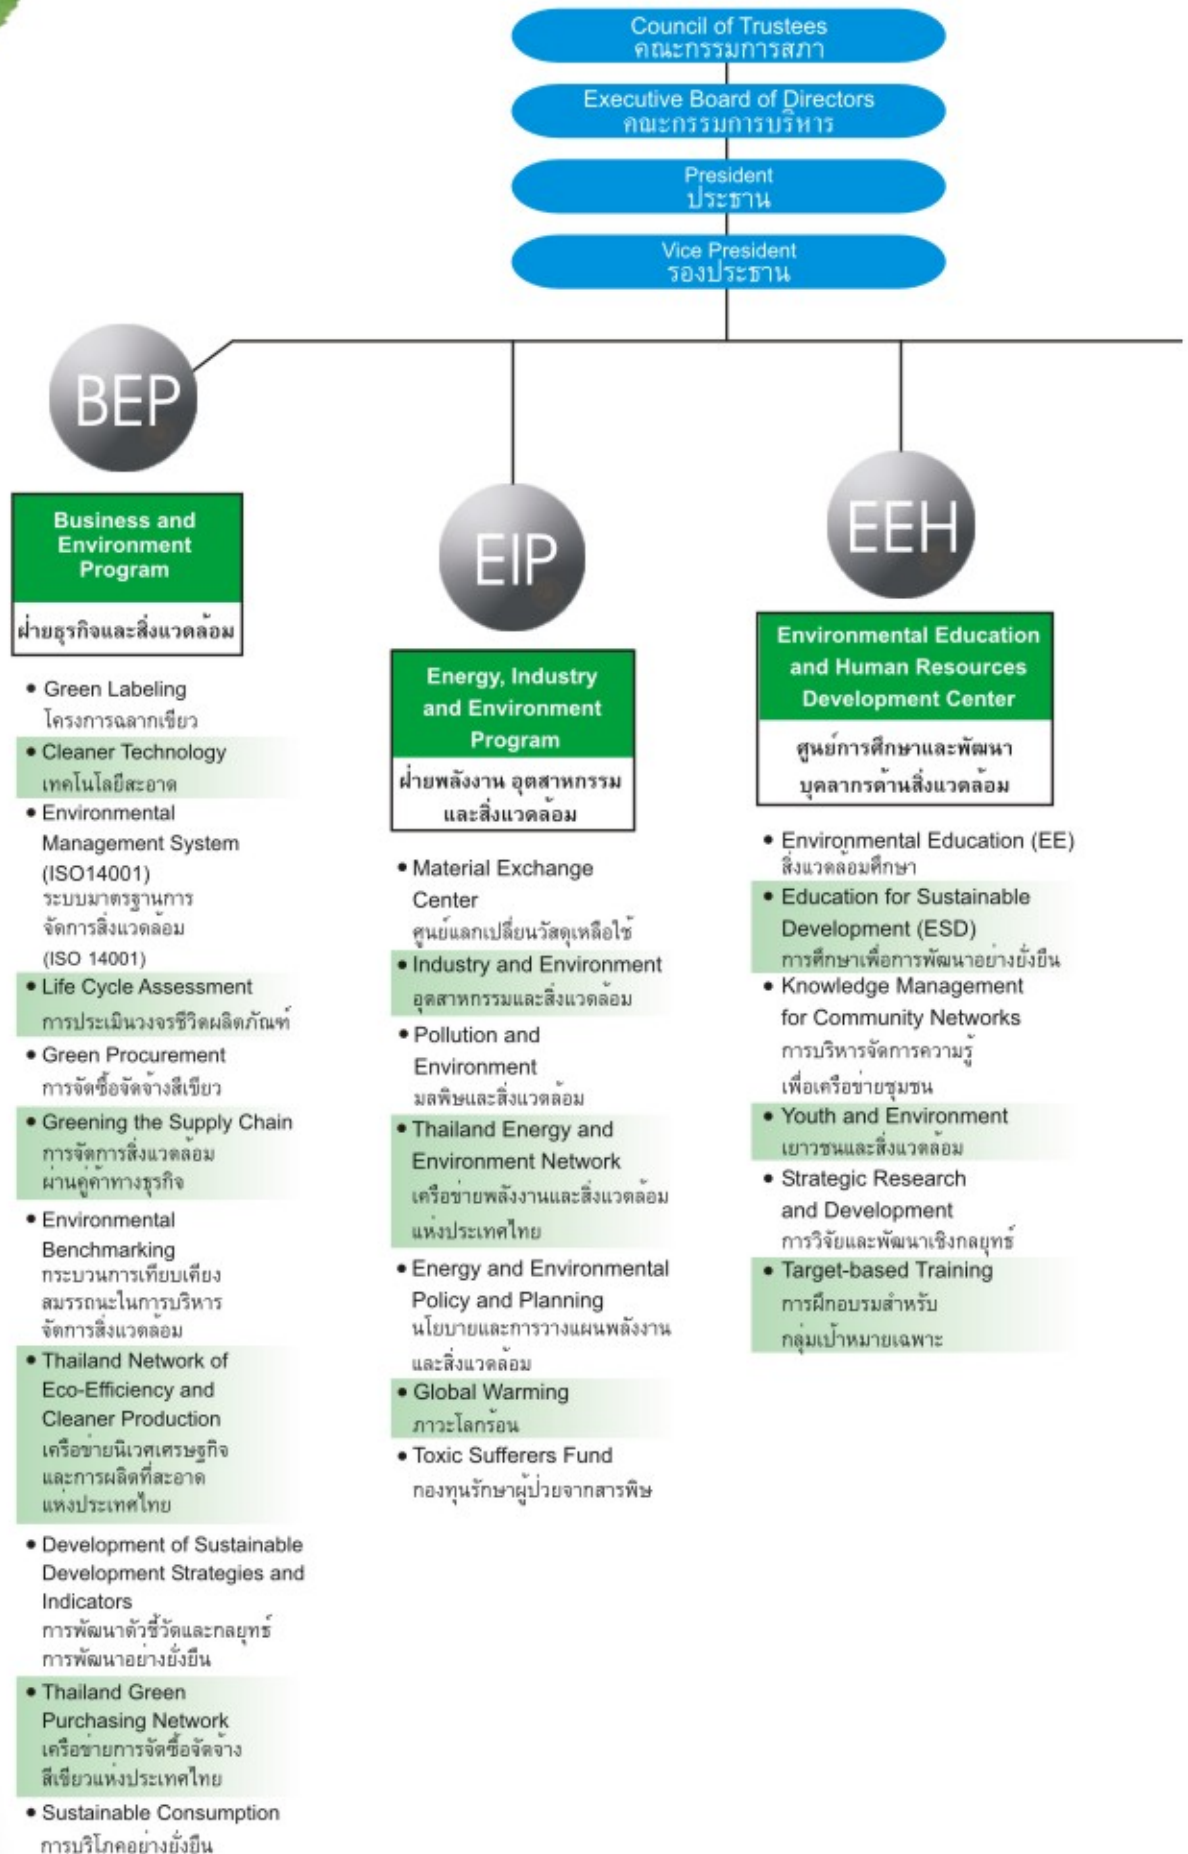 Council of Trustees
คณะกรรมการสภา
Executive Board of Directors
คณะกรรมการบริหาร
President
ประธาน
Vice President
รองประธาน
BEP
Business and
Environment
Program
ฝ่ายธุรกิจและสิ่งแวดล้อม
• Green Labeling
โครงการฉลากเขียว
• Cleaner Technology
เทคโนโลยีสะอาด
• Environmental
Management System
(ISO14001)
ระบบมาตรฐานการ
จัดการสิ่งแวดล้อม
(ISO 14001)
• Life Cycle Assessment
การประเมินวงจรชีวิตผลิตภัณฑ์
• Green Procurement
การจัดซื้อจัดจ้างสีเขียว
• Greening the Supply Chain
การจัดการสิ่งแวดล้อม
ผ่านคู่ค้าทางธุรกิจ
• Environmental
Benchmarking
กระบวนการเทียบเคียง
สมรรถนะในการบริหาร
จัดการสิ่งแวดล้อม
• Thailand Network of
Eco-Efficiency and
Cleaner Production
เครือข่ายนิเวศเศรษฐกิจ
และการผลิตที่สะอาด
แห่งประเทศไทย
• Development of Sustainable
Development Strategies and
Indicators
การพัฒนาตัวชี้วัดและกลยุทธ์
การพัฒนาอย่างยั่งยืน
• Thailand Green
Purchasing Network
เครือข่ายการจัดซื้อจัดจ้าง
สีเขียวแห่งประเทศไทย
• Sustainable Consumption
การบริโภคอย่างยั่งยืน
EIP
Energy, Industry
and Environment
Program
ฝ่ายพลังงาน อุตสาหกรรม
และสิ่งแวดล้อม
• Material Exchange
Center
ศูนย์แลกเปลี่ยนวัสดุเหลือใช้
• Industry and Environment
อุตสาหกรรมและสิ่งแวดล้อม
• Pollution and
Environment
มลพิษและสิ่งแวดล้อม
• Thailand Energy and
Environment Network
เครือข่ายพลังงานและสิ่งแวดล้อม
แห่งประเทศไทย
• Energy and Environmental
Policy and Planning
นโยบายและการวางแผนพลังงาน
และสิ่งแวดล้อม
• Global Warming
ภาวะโลกร้อน
• Toxic Sufferers Fund
กองทุนรักษาผู้ป่วยจากสารพิษ
EEH
Environmental Education
and Human Resources
Development Center
ศูนย์การศึกษาและพัฒนา
บุคลากรด้านสิ่งแวดล้อม
• Environmental Education (EE)
สิ่งแวดล้อมศึกษา
• Education for Sustainable
Development (ESD)
การศึกษาเพื่อการพัฒนาอย่างยั่งยืน
• Knowledge Management
for Community Networks
การบริหารจัดการความรู้
เพื่อเครือข่ายชุมชน
• Youth and Environment
เยาวชนและสิ่งแวดล้อม
• Strategic Research
and Development
การวิจัยและพัฒนาเชิงกลยุทธ์
• Target-based Training
การฝึกอบรมสำหรับ
กลุ่มเป้าหมายเฉพาะ